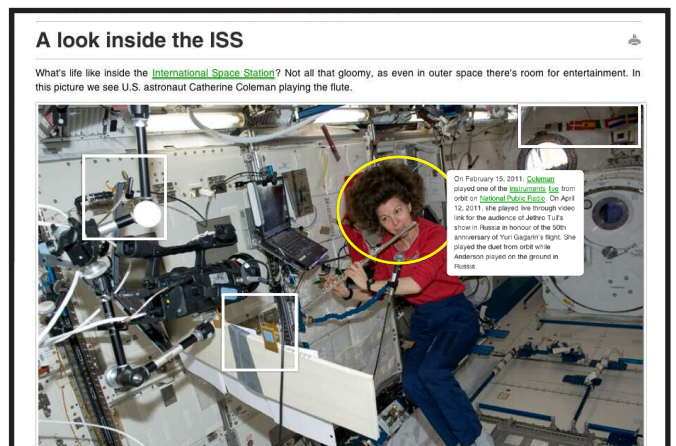 A look inside the ISS
What's life like inside the International Space Station? Not all that gloomy, as even in outer space there's room for entertainment. In
this picture we see U.S. astronaut Catherine Coleman playing the flute.
On February 15, 2011, Coleman
played one of the instruments live from
orbit on National Public Radio. On April
12, 2011, she played live through video
link for the audience of Jethro Tull's
show in Russia in honour of the 50th
anniversary of Yuri Gagarin's flight. She
played the duet from orbit while
Anderson played on the ground in
Russia.